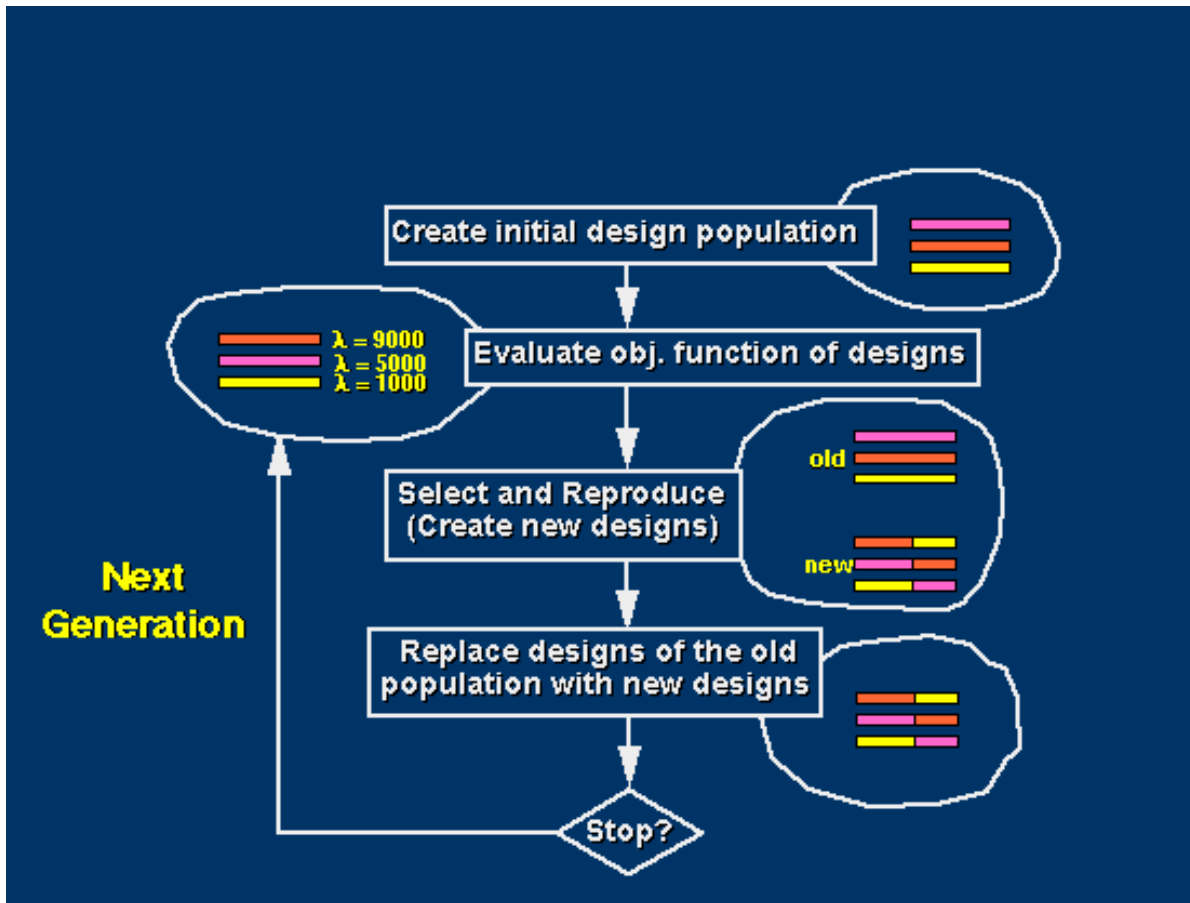 Create initial design population
λ = 9000
λ = 5000
λ = 1000
Evaluate obj. function of designs
old
Select and Reproduce
(Create new designs)
new
Next
Generation
Replace designs of the old
population with new designs
Stop?